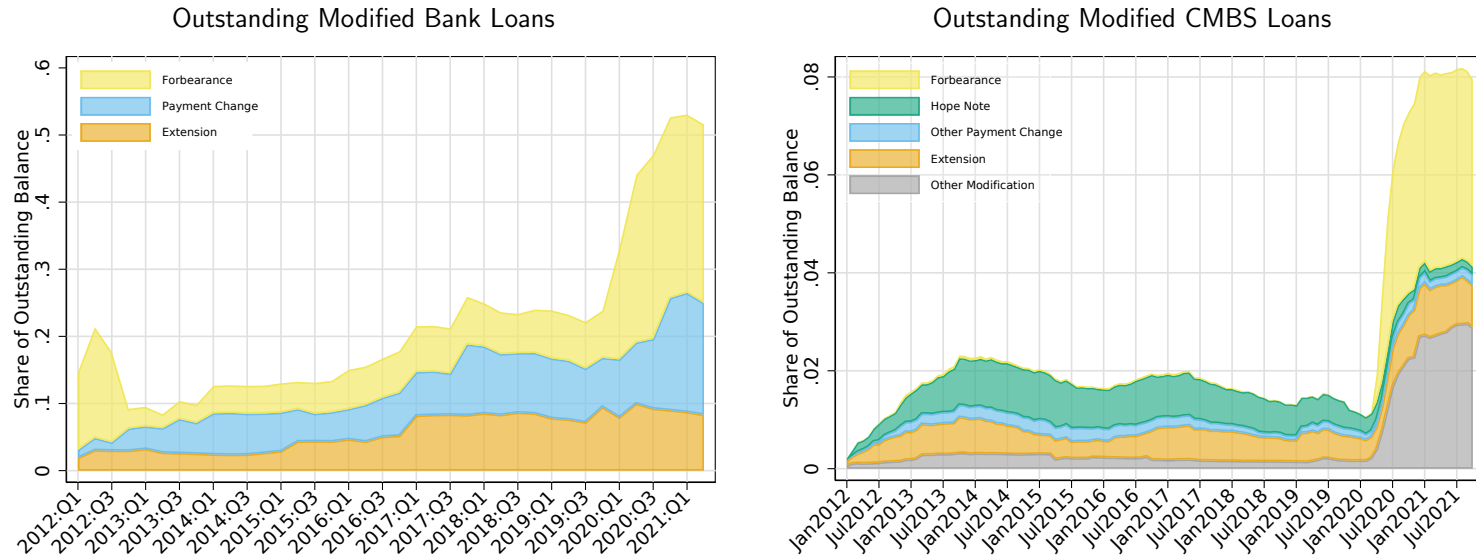 Outstanding Modified Bank Loans
Share of Outstanding Balance
.6
.5
.4
.3
.2
.1
0
Forbearance
Payment Change
Extension
2012:Q1
2012:Q3
2013:Q1
2013:Q3
2014:Q1
2014:Q3
2015:Q1
2015:Q3
2016:Q1
2016:Q3
2017:Q1
2017:Q3
2018:Q1
2018:Q3
2019:Q1
2019:Q3
2020:Q1
2020:Q3
2021:Q1
Outstanding Modified CMBS Loans
Share of Outstanding Balance
.08
.06
.04
.02
0
Forbearance
Hope Note
Other Payment Change
Extension
Other Modification
Jan2012
Jul2012
Jan2013
Jul2013
Jan2014
Jul2014
Jan2015
Jul2015
Jan2016
Jul2016
Jan2017
Jul2017
Jan2018
Jul2018
Jan2019
Jul2019
Jan2020
Jul2020
Jan2021
Jul2021